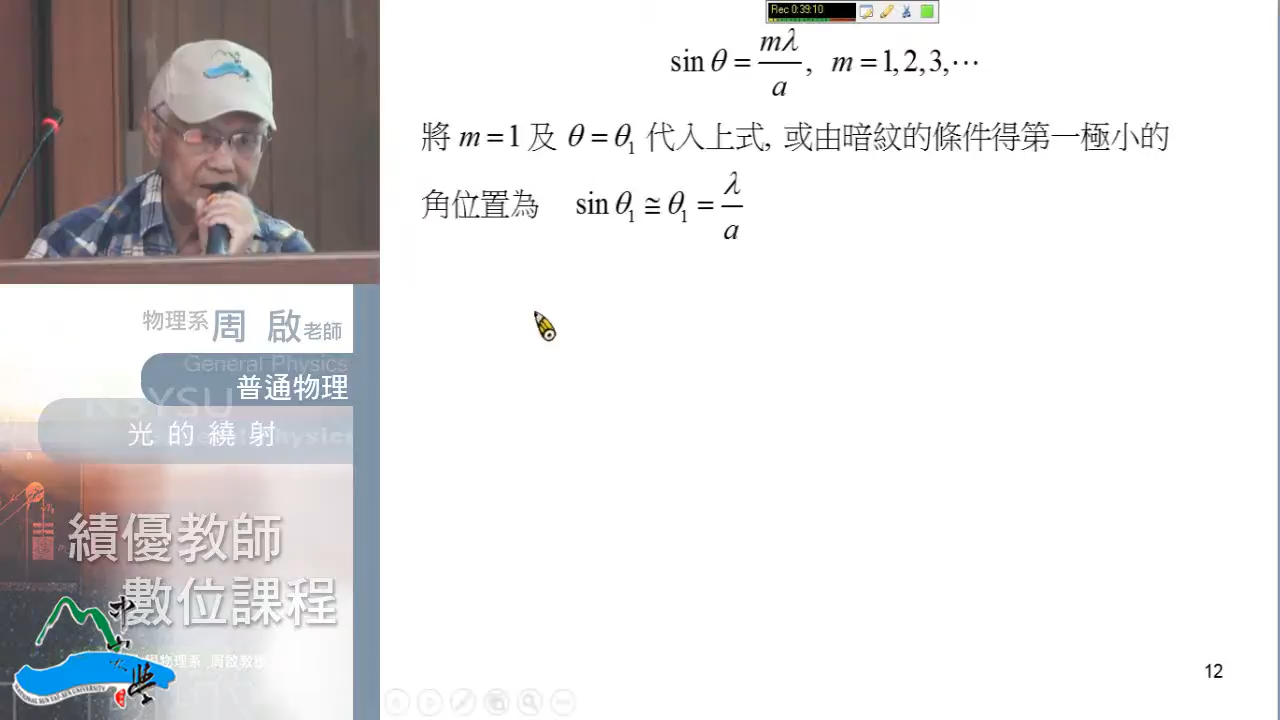 Rec 0:39:10
sin θ = mλ/a, m = 1, 2, 3, ⋯
將 m = 1 及 θ = θ₁ 代入上式, 或由暗紋的條件得第一極小的
角位置為 sin θ₁ ≅ θ₁ = λ/a
物理系 周 啟 老師
General Physics
普通物理
NSYSU
光的繞射
績優教師
數位課程
12